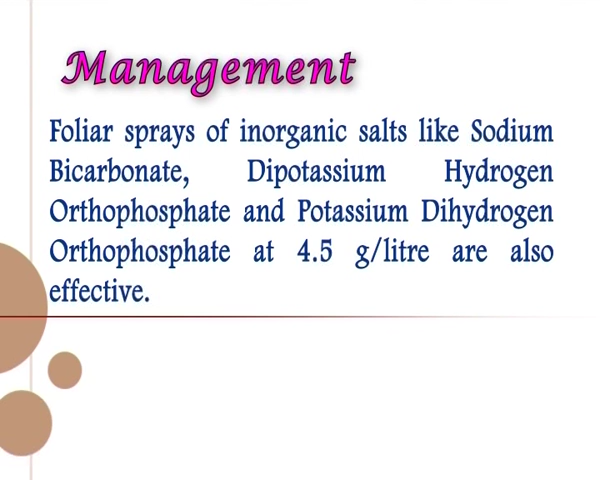 Management
Foliar sprays of inorganic salts like Sodium
Bicarbonate, Dipotassium Hydrogen
Orthophosphate and Potassium Dihydrogen
Orthophosphate at 4.5 g/litre are also
effective.